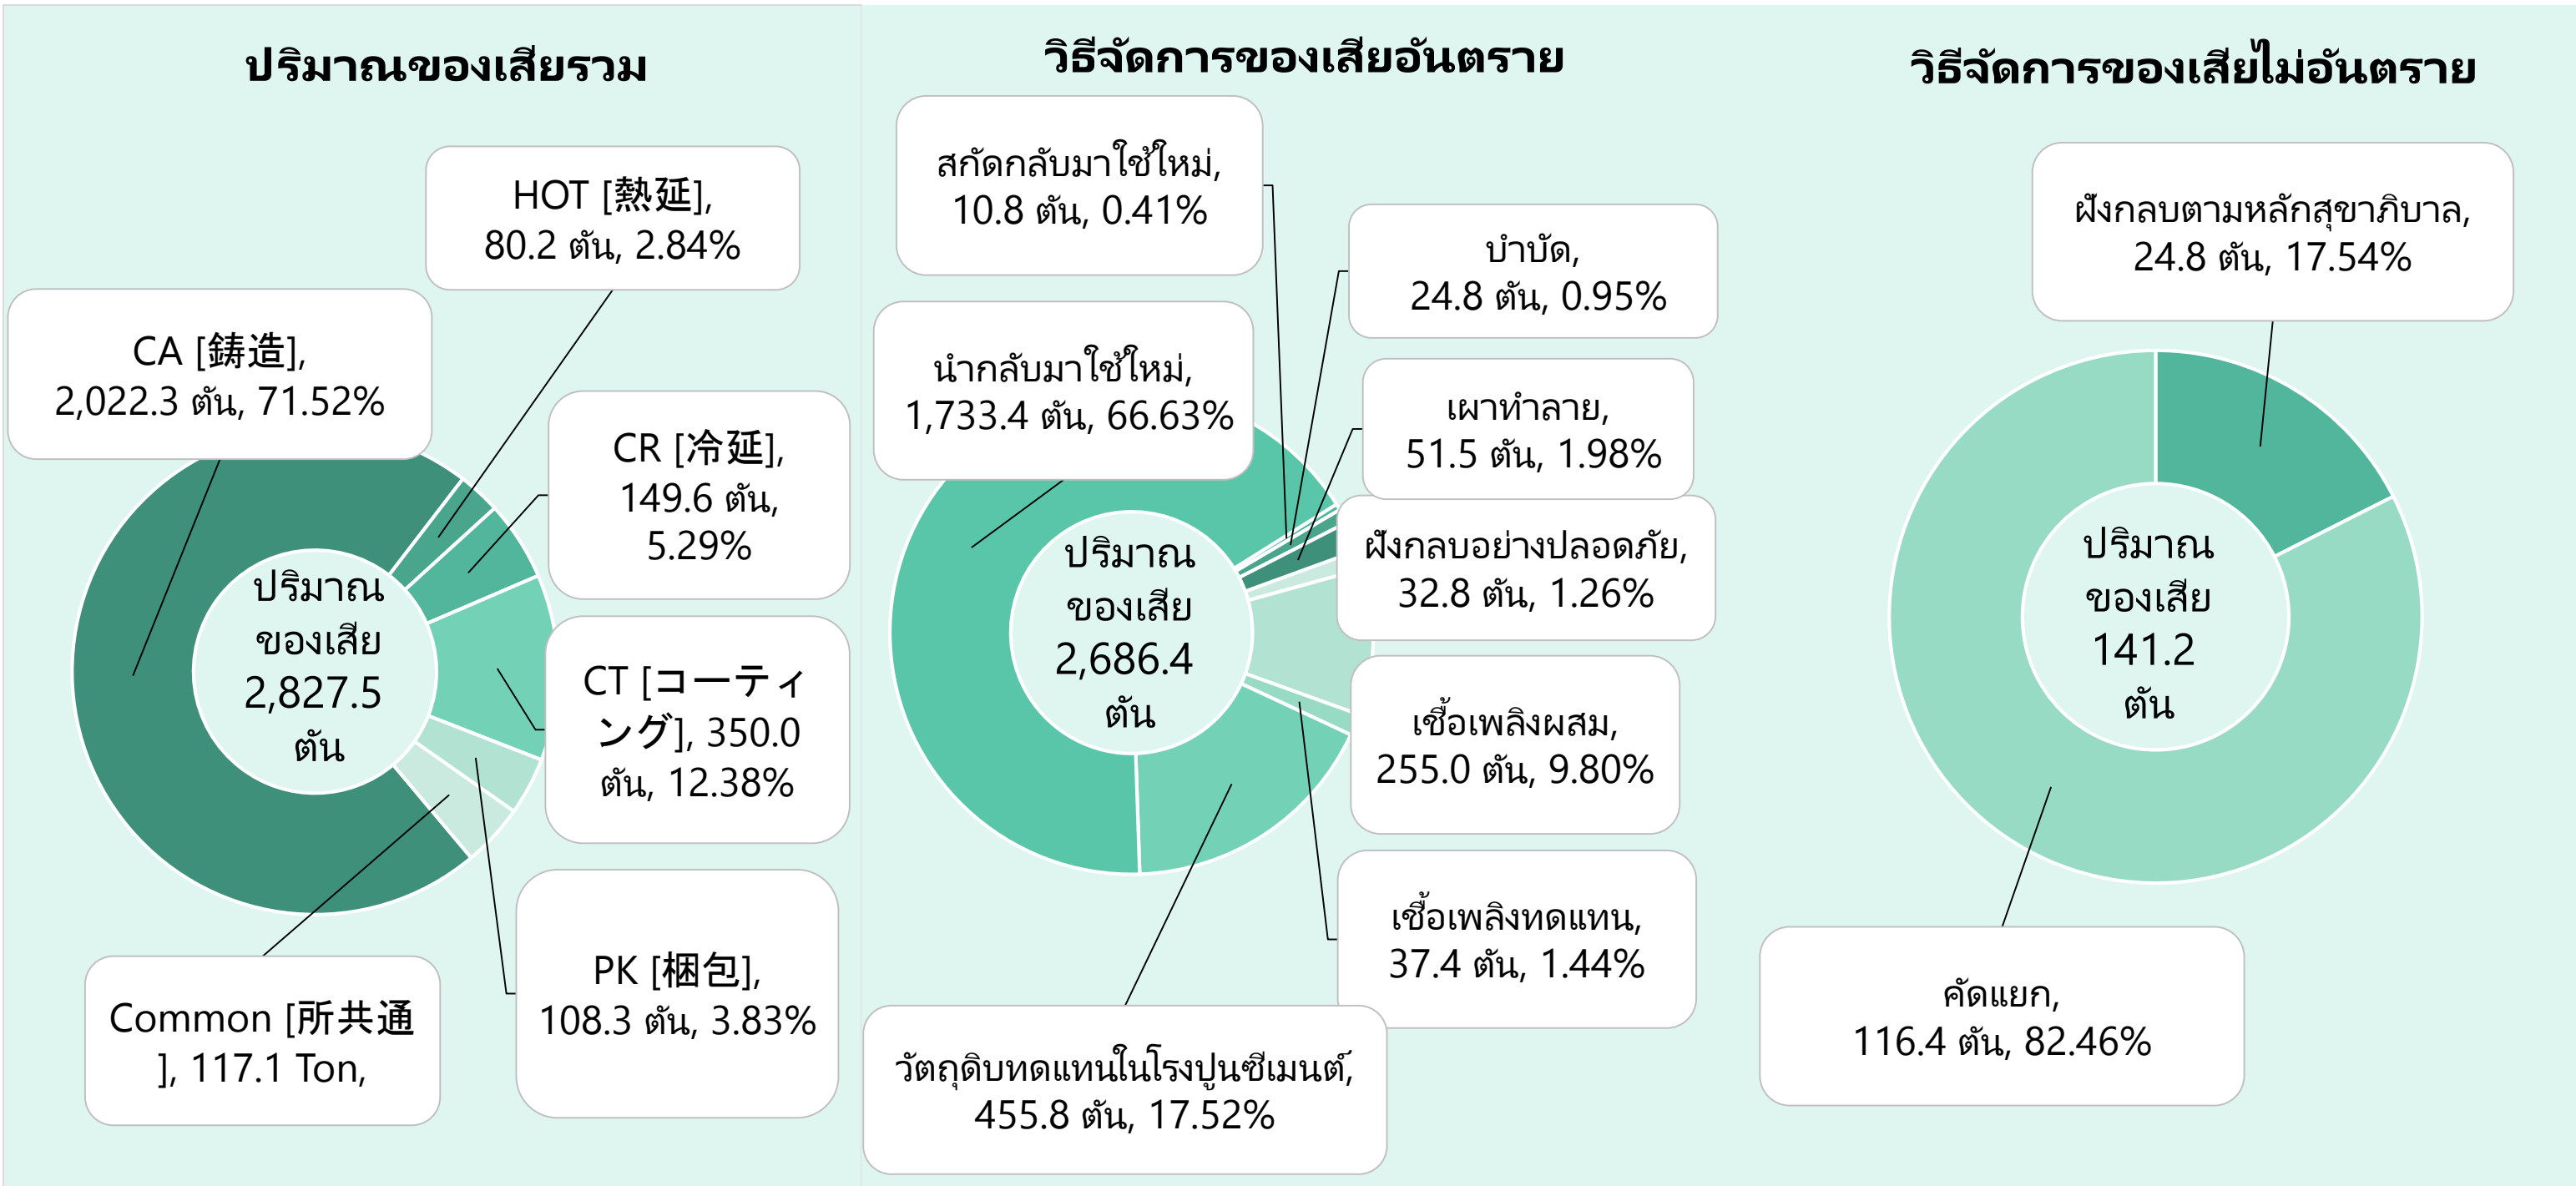 ปริมาณของเสียรวม
HOT [熱延],
80.2 ตัน, 2.84%
CA [鋳造],
2,022.3 ตัน, 71.52%
CR [冷延],
149.6 ตัน,
5.29%
ปริมาณ
ของเสีย
2,827.5
ตัน
CT [コーティ
ング], 350.0
ตัน, 12.38%
PK [梱包],
108.3 ตัน, 3.83%
Common [所共通
], 117.1 Ton,
วิธีจัดการของเสียอันตราย
สกัดกลับมาใช้ใหม่,
10.8 ตัน, 0.41%
บำบัด,
24.8 ตัน, 0.95%
นำกลับมาใช้ใหม่,
1,733.4 ตัน, 66.63%
เผาทำลาย,
51.5 ตัน, 1.98%
ฝังกลบอย่างปลอดภัย,
32.8 ตัน, 1.26%
ปริมาณ
ของเสีย
2,686.4
ตัน
เชื้อเพลิงผสม,
255.0 ตัน, 9.80%
เชื้อเพลิงทดแทน,
37.4 ตัน, 1.44%
วัตถุดิบทดแทนในโรงปูนซีเมนต์,
455.8 ตัน, 17.52%
วิธีจัดการของเสียไม่อันตราย
ฝังกลบตามหลักสุขาภิบาล,
24.8 ตัน, 17.54%
ปริมาณ
ของเสีย
141.2
ตัน
คัดแยก,
116.4 ตัน, 82.46%